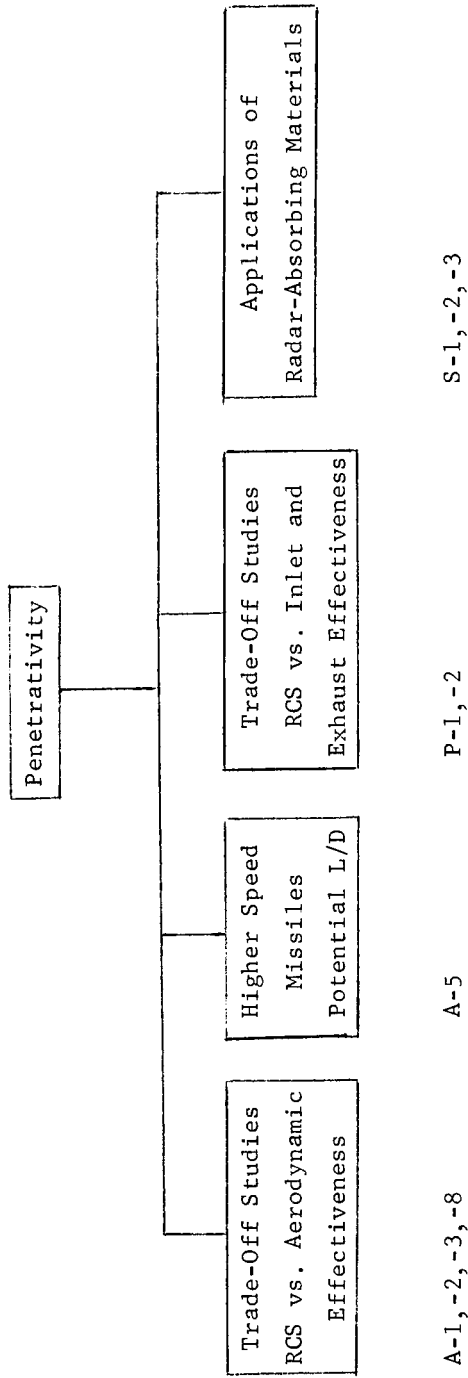 Penetrativity
Trade-Off Studies
RCS vs. Aerodynamic
Effectiveness
Higher Speed
Missiles
Potential L/D
Trade-Off Studies
RCS vs. Inlet and
Exhaust Effectiveness
Applications of
Radar-Absorbing Materials
A-1,-2,-3,-8
A-5
P-1,-2
S-1,-2,-3